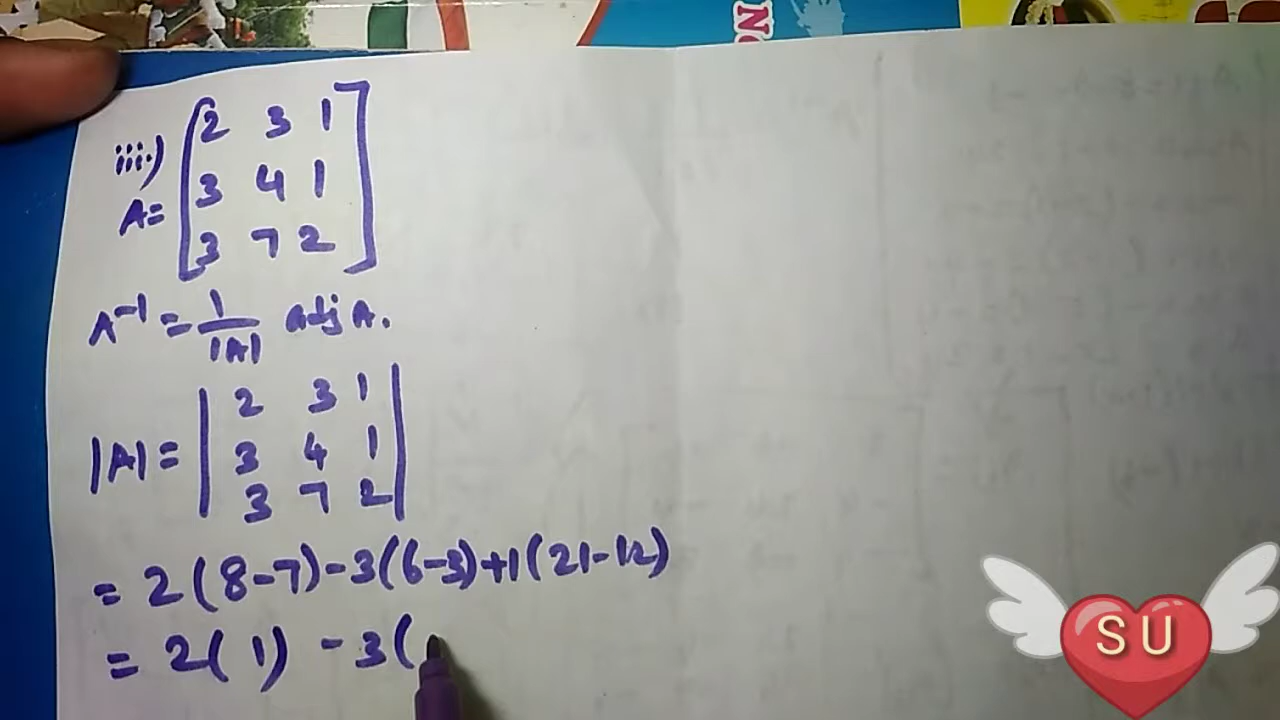 NO
iii.)
A= [2 3 1
3 4 1
3 7 2]
A⁻¹ = 1/|A| adj A.
|A| = |2 3 1
3 4 1
3 7 2|
= 2(8-7)-3(6-3)+1(21-12)
= 2(1) - 3(
SU